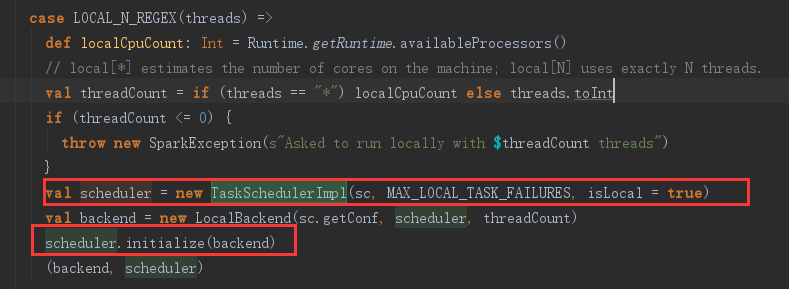 case LOCAL_N_REGEX(threads) =>
def localCpuCount: Int = Runtime.getRuntime.availableProcessors()
// local[*] estimates the number of cores on the machine; local[N] uses exactly N threads.
val threadCount = if (threads == "*") localCpuCount else threads.toInt
if (threadCount <= 0) {
throw new SparkException(s"Asked to run locally with $threadCount threads")
}
val scheduler = new TaskSchedulerImpl(sc, MAX_LOCAL_TASK_FAILURES, isLocal = true)
val backend = new LocalBackend(sc.getConf, scheduler, threadCount)
scheduler.initialize(backend)
(backend, scheduler)